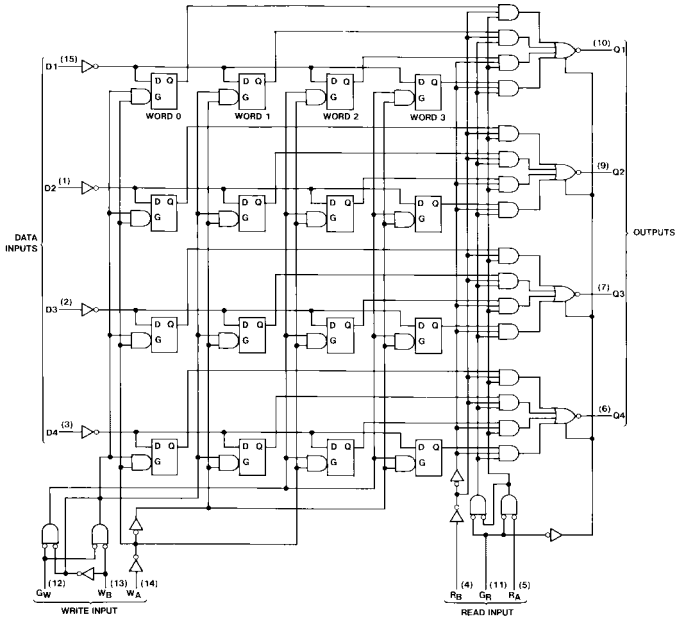 (10)
Q1
D1 (15)
D Q
G
D Q
G
D Q
G
D Q
G
WORD 0
WORD 1
WORD 2
WORD 3
(9)
Q2
D2 (1)
D Q
G
D Q
G
D Q
G
D Q
G
DATA
INPUTS
OUTPUTS
(7)
Q3
D3 (2)
D Q
G
D Q
G
D Q
G
D Q
G
(6)
Q4
D4 (3)
D Q
G
D Q
G
D Q
G
D Q
G
GW (12)
WB (13)
WA (14)
RB (4)
GR (11)
RA (5)
WRITE INPUT
READ INPUT